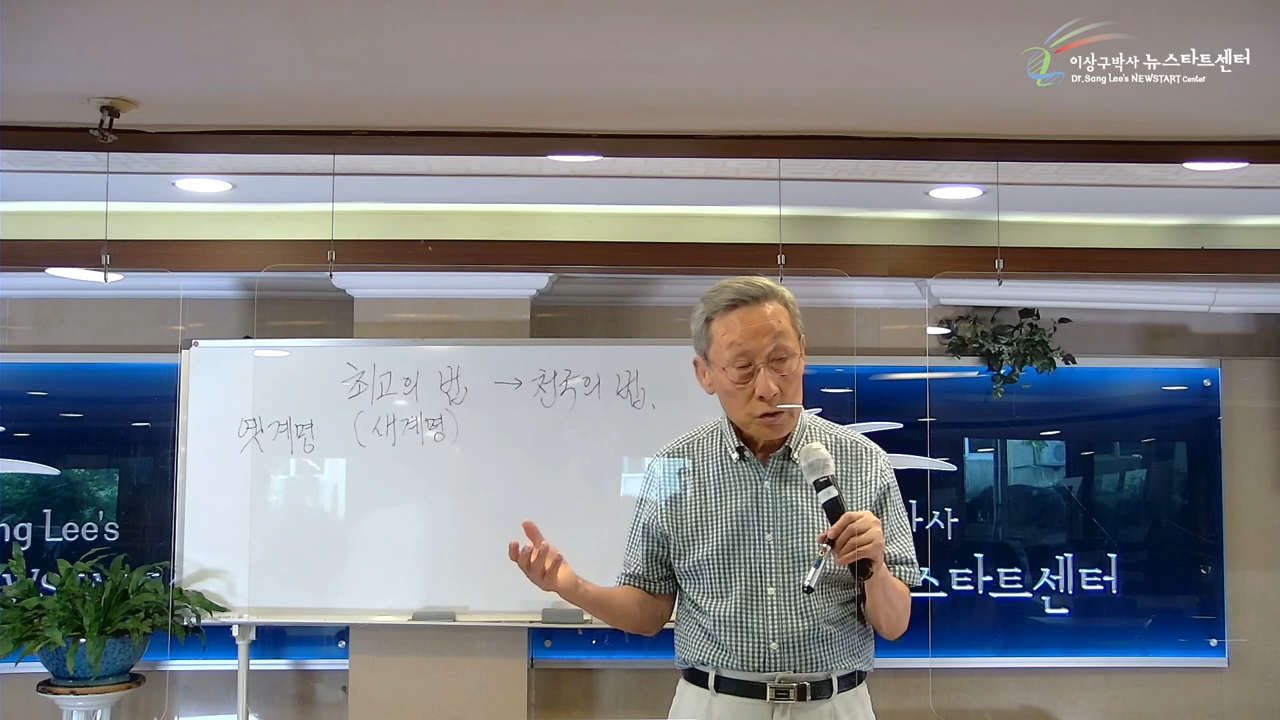 이상구박사 뉴스타트센터
Dr. Sang Lee's NEWSTART Center
최고의 법 → 천국의 법.
옛계명 (새계명)
ng Lee's
박사
스타트센터